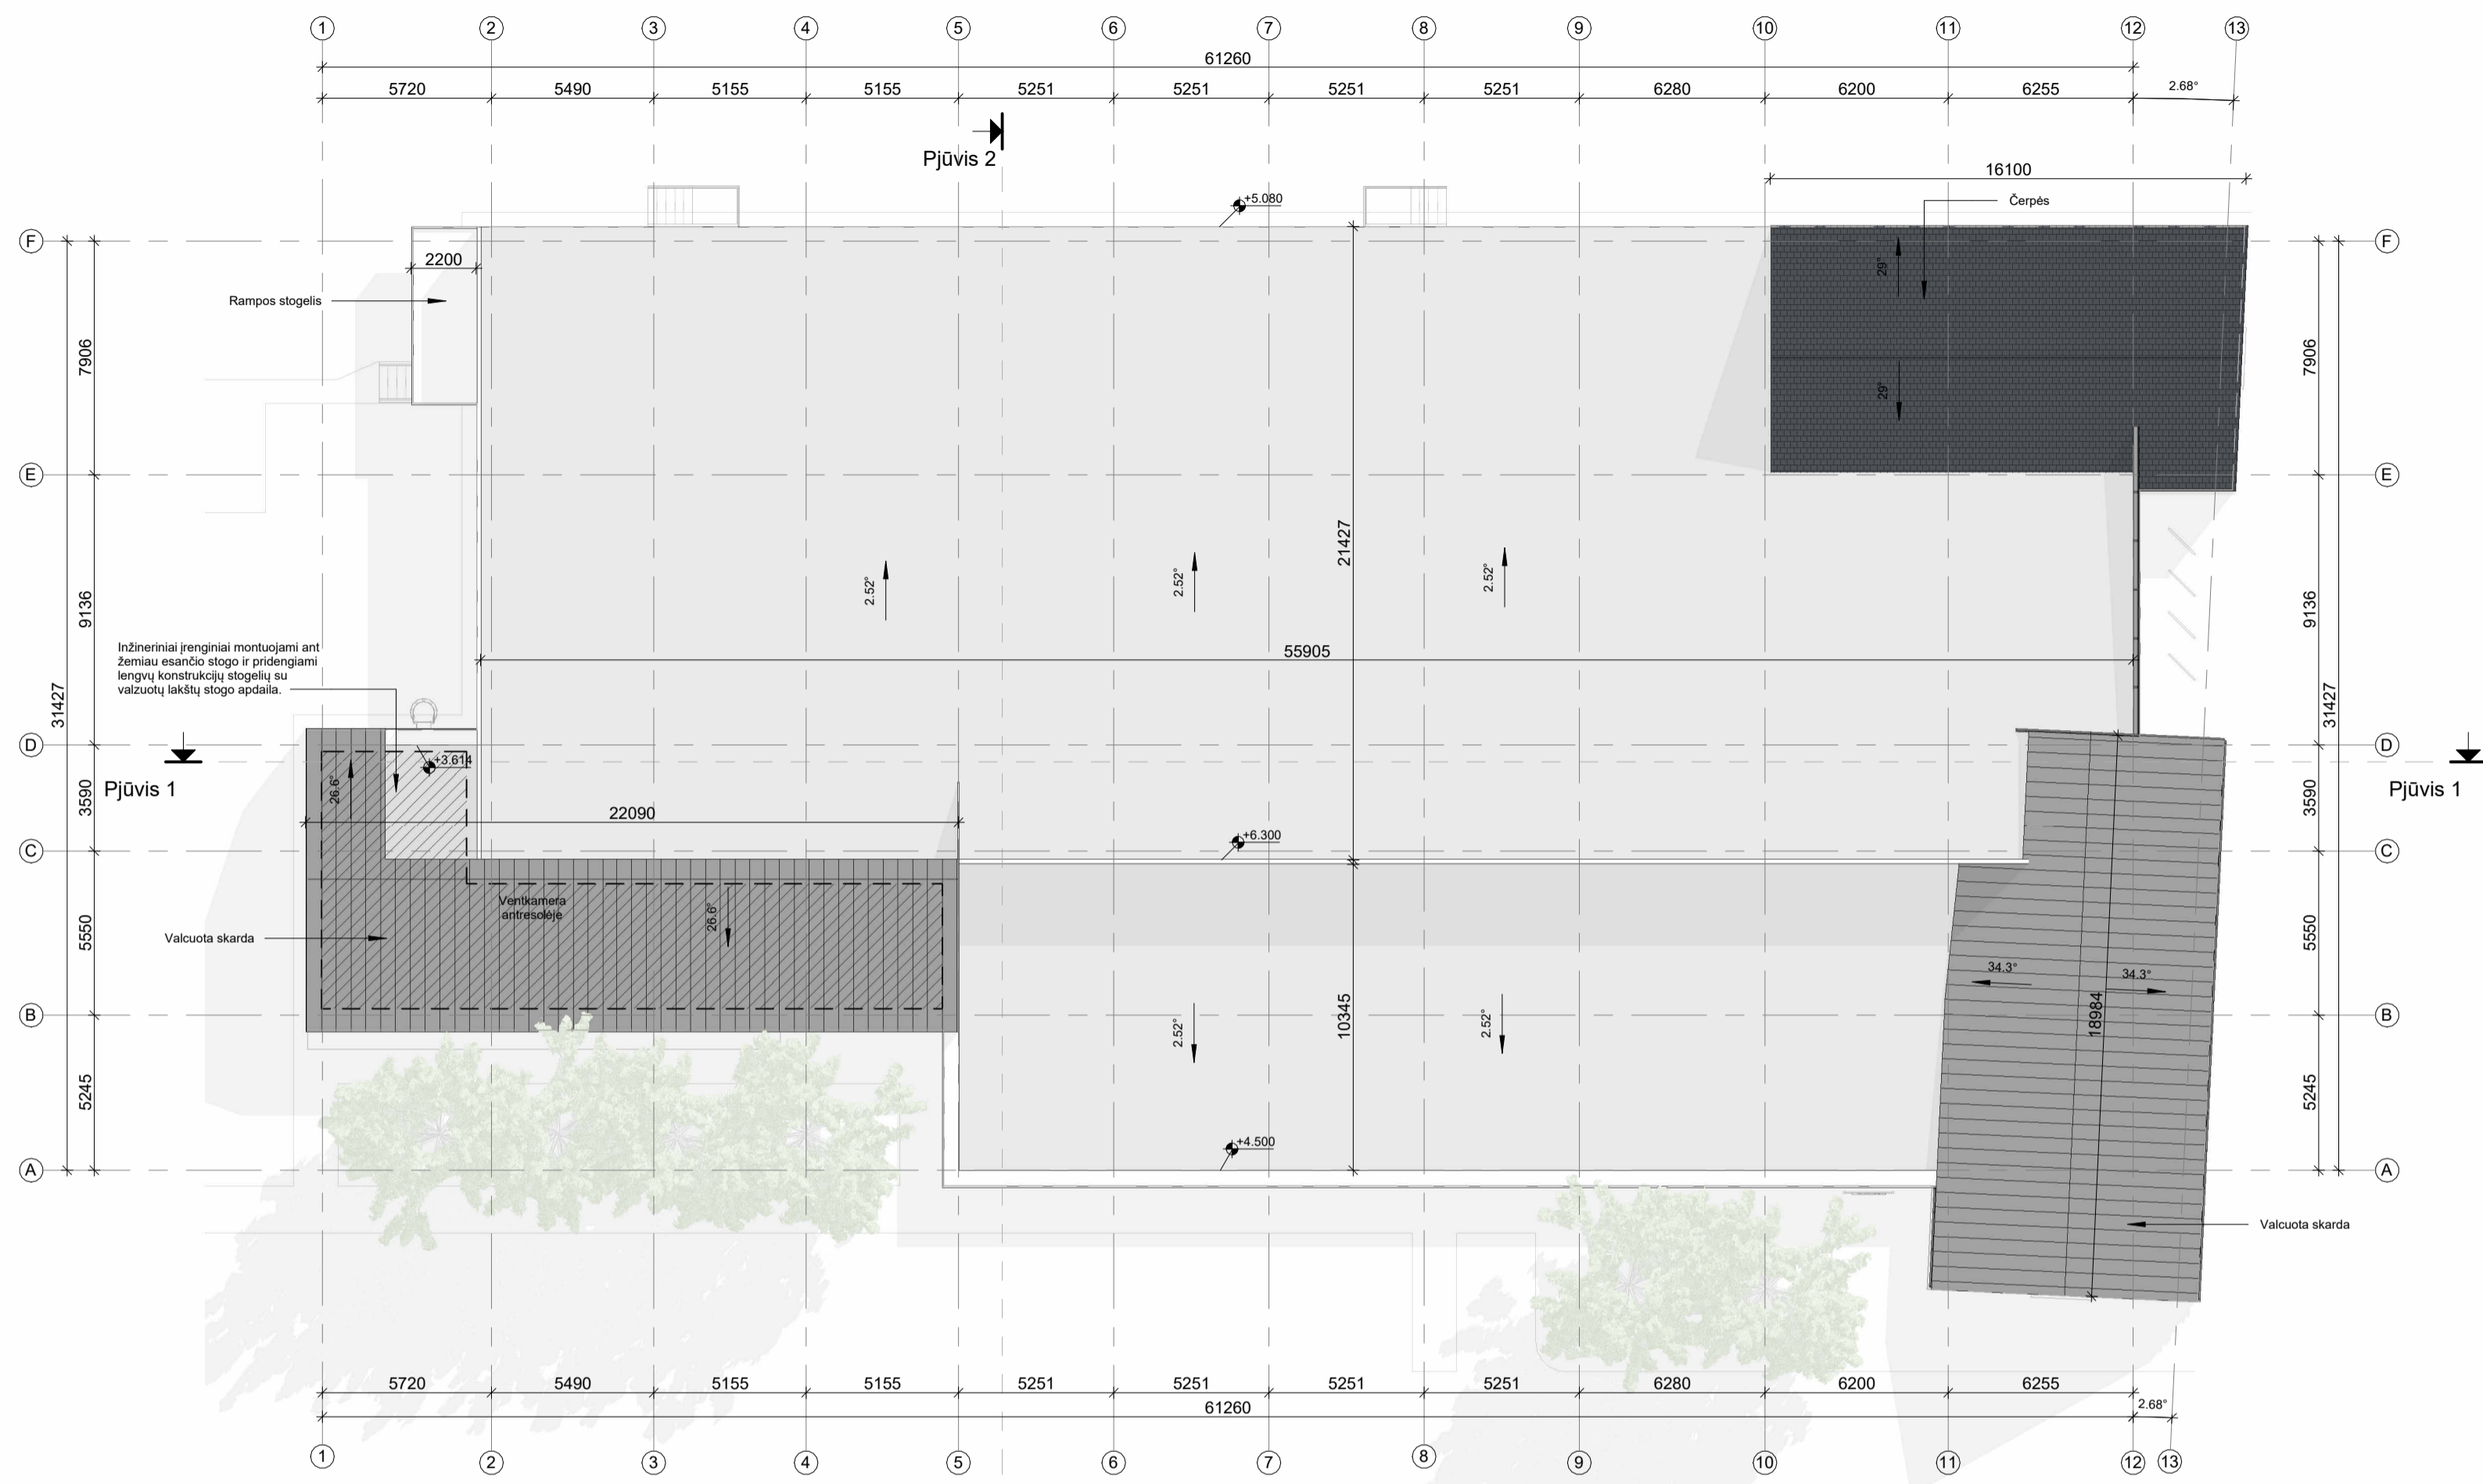 1 2 3 4 5 6 7 8 9 10 11 12 13
61260
5720 5490 5155 5155 5251 5251 5251 5251 6280 6200 6255 2.68°
Pjūvis 2
16100
+5.080
Čerpės
F F
2200
29°
Rampos stogelis
7906 7906
29°
E E
21427
2.52° 2.52° 2.52°
9136 9136
Inžineriniai įrenginiai montuojami ant
žemiau esančio stogo ir pridengiami
lengvų konstrukcijų stogelių su
valzuotų lakštų stogo apdaila.
55905
31427 31427
D D
+3.614
Pjūvis 1 Pjūvis 1
26.6°
3590 3590
22090
+6.300
C C
Ventkamera
antresolėje
26.6°
5550 5550
Valcuota skarda
34.3° 34.3°
18984
10345
B B
2.52° 2.52°
5245 5245
+4.500
A A
Valcuota skarda
5720 5490 5155 5155 5251 5251 5251 5251 6280 6200 6255
61260
2.68°
1 2 3 4 5 6 7 8 9 10 11 12 13